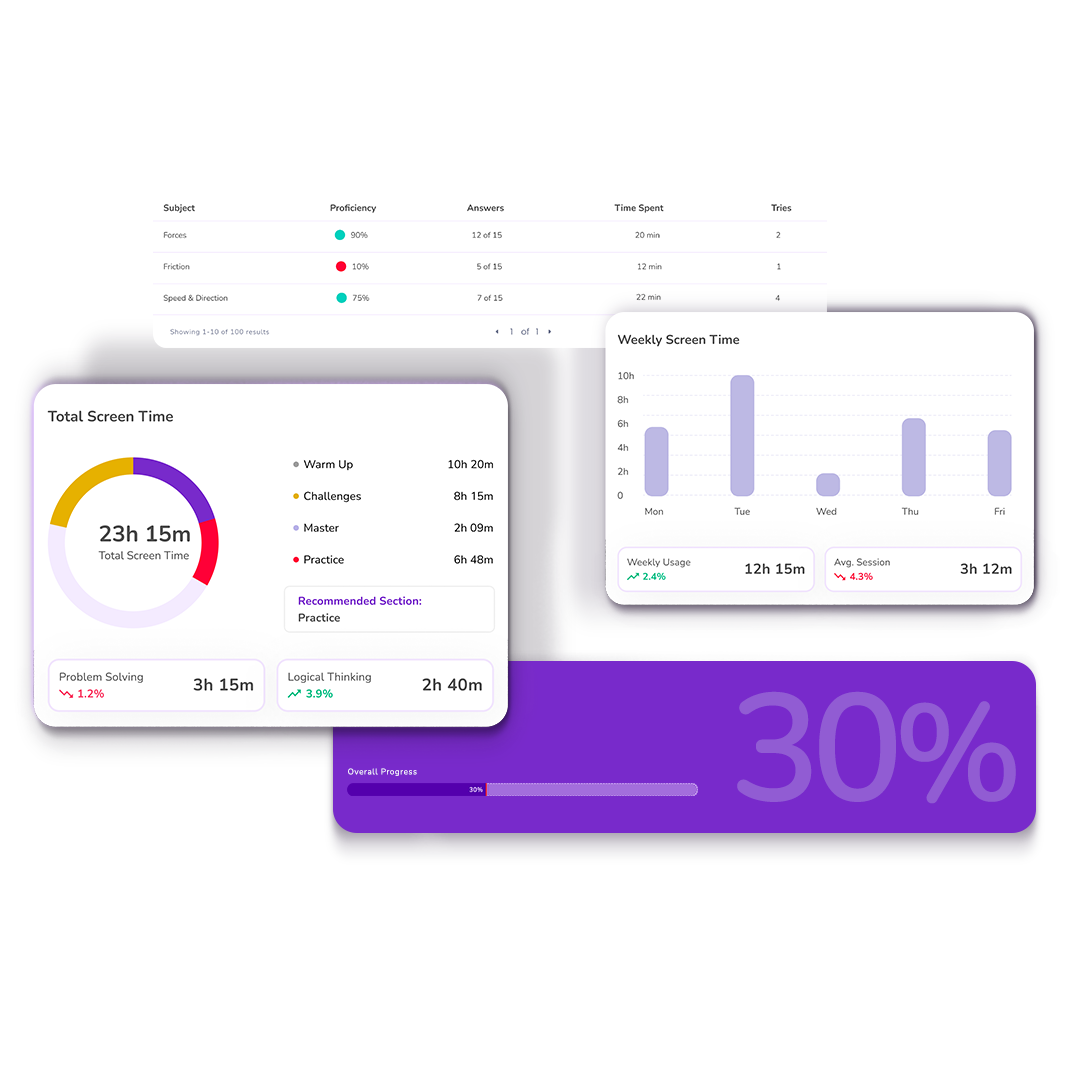 Subject Proficiency Answers Time Spent Tries
Forces 90% 12 of 15 20 min 2
Friction 10% 5 of 15 12 min 1
Speed & Direction 75% 7 of 15 22 min 4
Showing 1-10 of 100 results 1 of 1
Weekly Screen Time
10h
8h
6h
4h
2h
0
Mon Tue Wed Thu Fri
Weekly Usage
2.4%
12h 15m
Avg. Session
4.3%
3h 12m
Total Screen Time
23h 15m
Total Screen Time
Warm Up 10h 20m
Challenges 8h 15m
Master 2h 09m
Practice 6h 48m
Recommended Section:
Practice
Problem Solving
1.2%
3h 15m
Logical Thinking
3.9%
2h 40m
Overall Progress
30%
30%